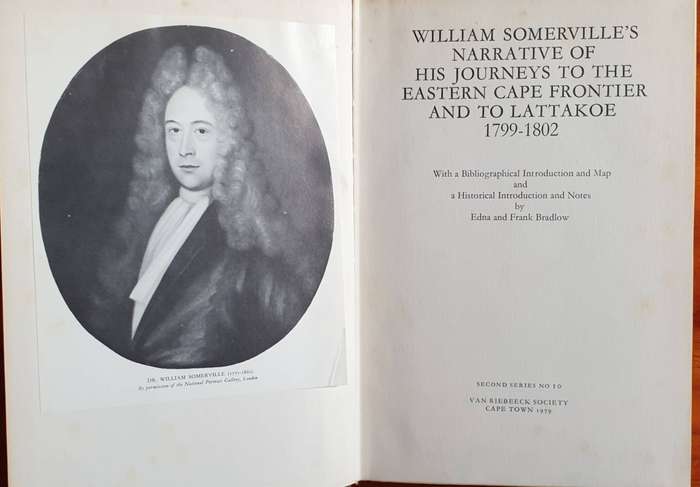 DR. WILLIAM SOMERVILLE (1771-1860)
By permission of the National Portrait Gallery, London
WILLIAM SOMERVILLE'S
NARRATIVE OF
HIS JOURNEYS TO THE
EASTERN CAPE FRONTIER
AND TO LATTAKOE
1799-1802
With a Bibliographical Introduction and Map
and
a Historical Introduction and Notes
by
Edna and Frank Bradlow
SECOND SERIES NO 10
VAN RIEBEECK SOCIETY
CAPE TOWN 1979